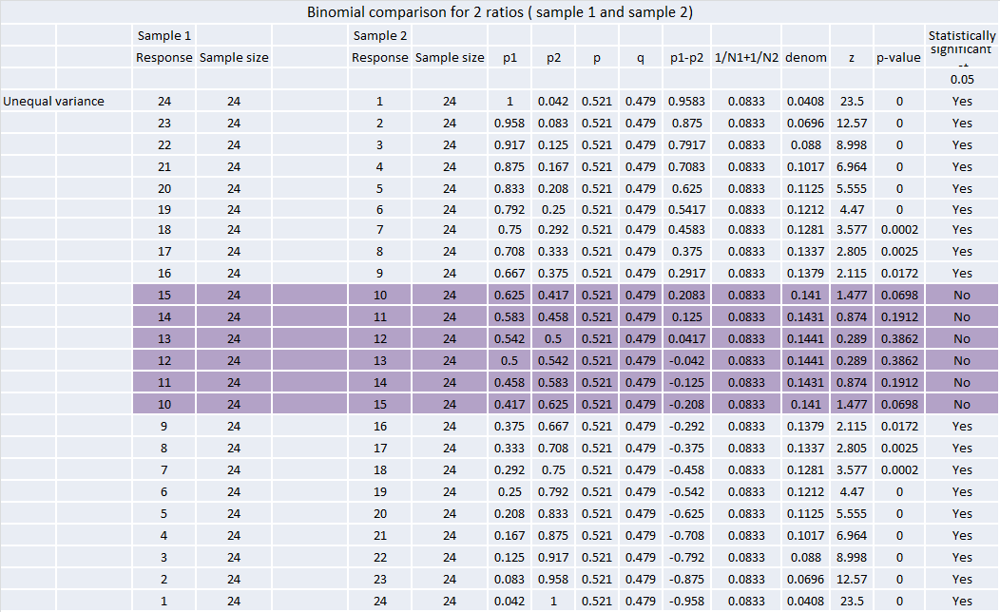 Binomial comparison for 2 ratios ( sample 1 and sample 2)
Sample 1 Sample 2 Statistically
Response Sample size Response Sample size p1 p2 p q p1-p2 1/N1+1/N2 denom z p-value significant
0.05
Unequal variance 24 24 1 24 1 0.042 0.521 0.479 0.9583 0.0833 0.0408 23.5 0 Yes
23 24 2 24 0.958 0.083 0.521 0.479 0.875 0.0833 0.0696 12.57 0 Yes
22 24 3 24 0.917 0.125 0.521 0.479 0.7917 0.0833 0.088 8.998 0 Yes
21 24 4 24 0.875 0.167 0.521 0.479 0.7083 0.0833 0.1017 6.964 0 Yes
20 24 5 24 0.833 0.208 0.521 0.479 0.625 0.0833 0.1125 5.555 0 Yes
19 24 6 24 0.792 0.25 0.521 0.479 0.5417 0.0833 0.1212 4.47 0 Yes
18 24 7 24 0.75 0.292 0.521 0.479 0.4583 0.0833 0.1281 3.577 0.0002 Yes
17 24 8 24 0.708 0.333 0.521 0.479 0.375 0.0833 0.1337 2.805 0.0025 Yes
16 24 9 24 0.667 0.375 0.521 0.479 0.2917 0.0833 0.1379 2.115 0.0172 Yes
15 24 10 24 0.625 0.417 0.521 0.479 0.2083 0.0833 0.141 1.477 0.0698 No
14 24 11 24 0.583 0.458 0.521 0.479 0.125 0.0833 0.1431 0.874 0.1912 No
13 24 12 24 0.542 0.5 0.521 0.479 0.0417 0.0833 0.1441 0.289 0.3862 No
12 24 13 24 0.5 0.542 0.521 0.479 -0.042 0.0833 0.1441 0.289 0.3862 No
11 24 14 24 0.458 0.583 0.521 0.479 -0.125 0.0833 0.1431 0.874 0.1912 No
10 24 15 24 0.417 0.625 0.521 0.479 -0.208 0.0833 0.141 1.477 0.0698 No
9 24 16 24 0.375 0.667 0.521 0.479 -0.292 0.0833 0.1379 2.115 0.0172 Yes
8 24 17 24 0.333 0.708 0.521 0.479 -0.375 0.0833 0.1337 2.805 0.0025 Yes
7 24 18 24 0.292 0.75 0.521 0.479 -0.458 0.0833 0.1281 3.577 0.0002 Yes
6 24 19 24 0.25 0.792 0.521 0.479 -0.542 0.0833 0.1212 4.47 0 Yes
5 24 20 24 0.208 0.833 0.521 0.479 -0.625 0.0833 0.1125 5.555 0 Yes
4 24 21 24 0.167 0.875 0.521 0.479 -0.708 0.0833 0.1017 6.964 0 Yes
3 24 22 24 0.125 0.917 0.521 0.479 -0.792 0.0833 0.088 8.998 0 Yes
2 24 23 24 0.083 0.958 0.521 0.479 -0.875 0.0833 0.0696 12.57 0 Yes
1 24 24 24 0.042 1 0.521 0.479 -0.958 0.0833 0.0408 23.5 0 Yes